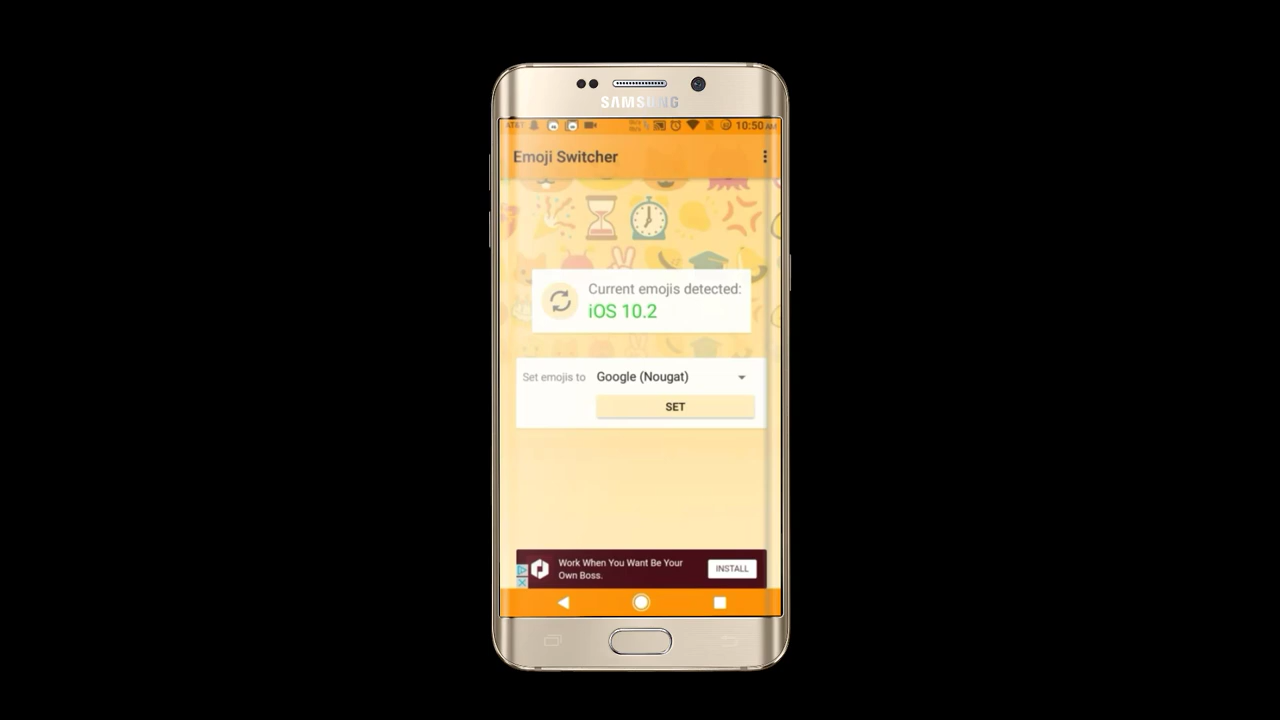 SAMSUNG
AT&T
10:50 AM
Emoji Switcher
Current emojis detected:
iOS 10.2
Set emojis to Google (Nougat)
SET
Work When You Want Be Your
Own Boss.
INSTALL